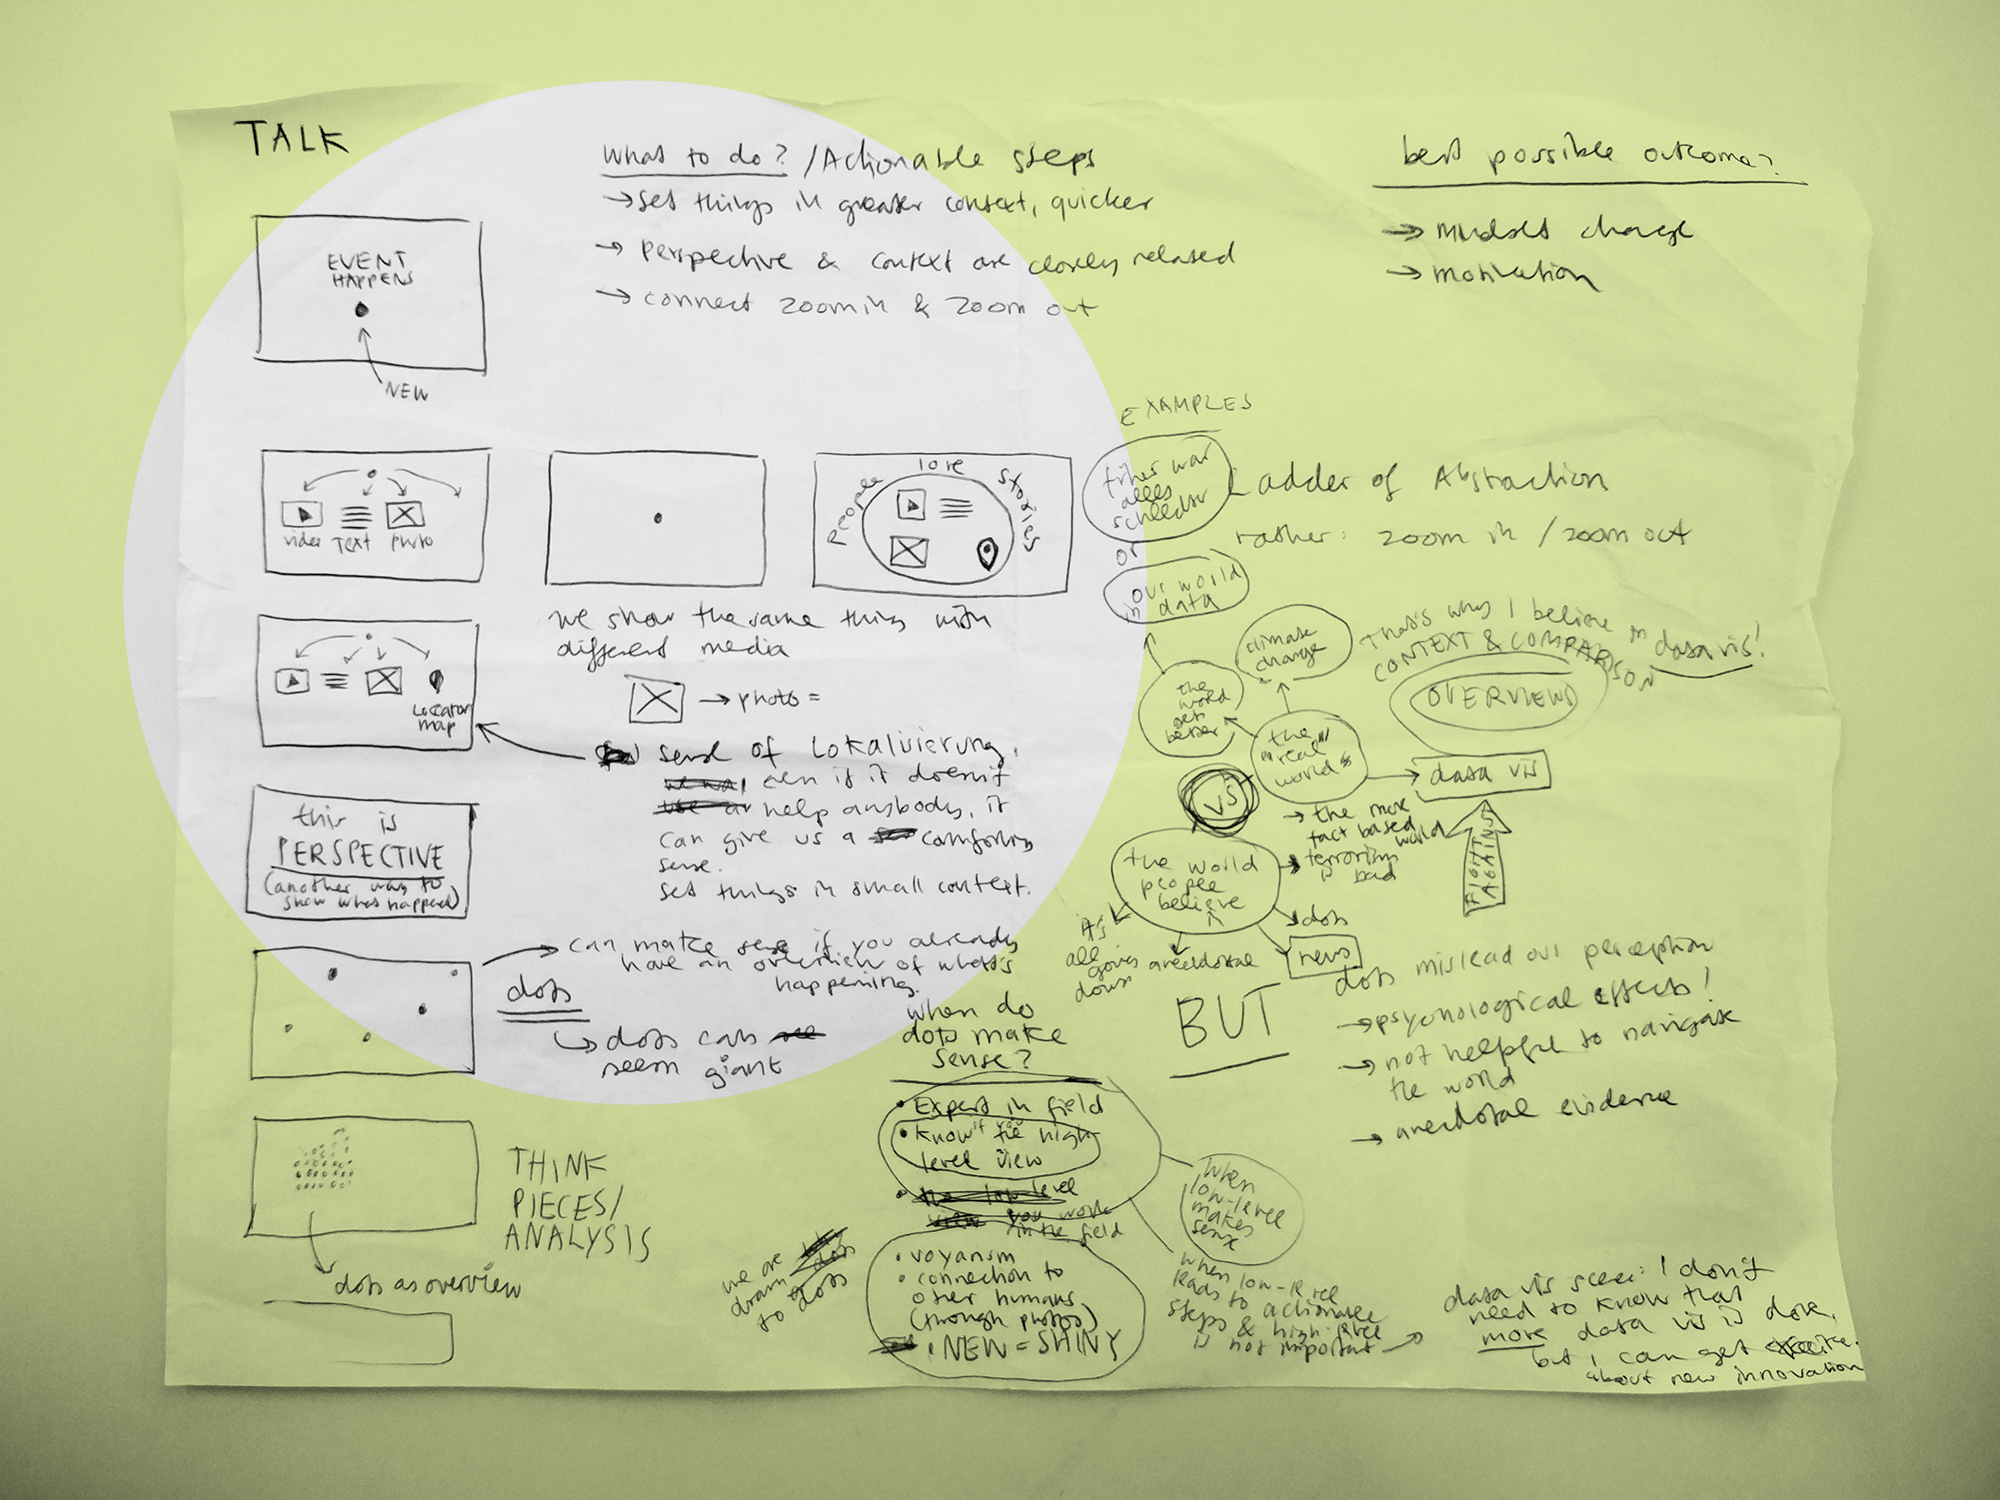 TALK
What to do? / Actionable steps
→ set things in greater context, quicker
→ Perspective & context are closely related
→ connect zoom in & zoom out
best possible outcome?
→ mindset change
→ motivation
EVENT
HAPPENS
NEW
video TEXT photo
people love stories
we show the same thing with
different media
→ photo =
Locator
map
sense of Lokalisierung,
even if it doesn't
help anybody, it
can give us a comforting
sense.
set things in small context.
this is
PERSPECTIVE
(another way to
show what happened)
→ can make sense if you already
have an overview of what's
happening.
dots
→ dots can
seem giant
THINK
PIECES/
ANALYSIS
dots as overview
when do
dots make
sense?
• Expert in field
• Know if the high
level view
• the low level
view you work
in the field
we are
drawn
to dots
• voyarism
• connection to
other humans
(through photos)
• NEW = SHINY
when
low-level
makes
sense
when low-level
leads to actionable
steps & high-level
is not important →
data vis scene: I don't
need to know that
more data vis is done,
but I can get
about new innovation
EXAMPLES
früher war
alles
schlechter
or
our world
in data
Ladder of Abstraction
rather: zoom in / zoom out
climate
change
the
world
gets
better
the
"real"
world
That's why I believe in data vis!
CONTEXT & COMPARISON
OVERVIEW
data vis
VS
→ the more
fact based
world
FIGHT
AGAINST
the world
people
believe
in
→ terrorism
is bad
it's
all
going
down
anecdotal
dots
news
BUT
dots mislead our perception
→ psychological effects!
→ not helpful to navigate
the world
→ anecdotal evidence